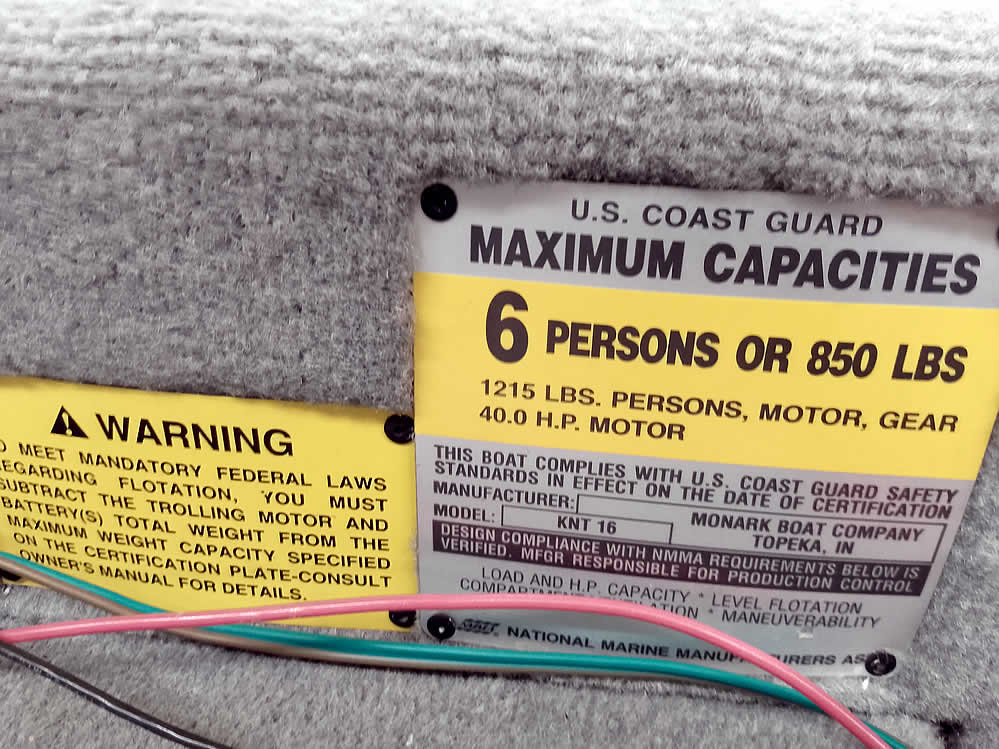 U.S. COAST GUARD
MAXIMUM CAPACITIES
6 PERSONS OR 850 LBS
1215 LBS. PERSONS, MOTOR, GEAR
40.0 H.P. MOTOR
THIS BOAT COMPLIES WITH U.S. COAST GUARD SAFETY
STANDARDS IN EFFECT ON THE DATE OF CERTIFICATION
MANUFACTURER:
MONARK BOAT COMPANY
MODEL: KNT 16
TOPEKA, IN
DESIGN COMPLIANCE WITH NMMA REQUIREMENTS BELOW IS
VERIFIED. MFGR RESPONSIBLE FOR PRODUCTION CONTROL
LOAD AND H.P. CAPACITY * LEVEL FLOTATION
* MANEUVERABILITY
NATIONAL MARINE
WARNING
MEET MANDATORY FEDERAL LAWS
REGARDING FLOTATION, YOU MUST
SUBTRACT THE TROLLING MOTOR AND
BATTERY(S) TOTAL WEIGHT FROM THE
MAXIMUM WEIGHT CAPACITY SPECIFIED
ON THE CERTIFICATION PLATE-CONSULT
OWNER'S MANUAL FOR DETAILS.